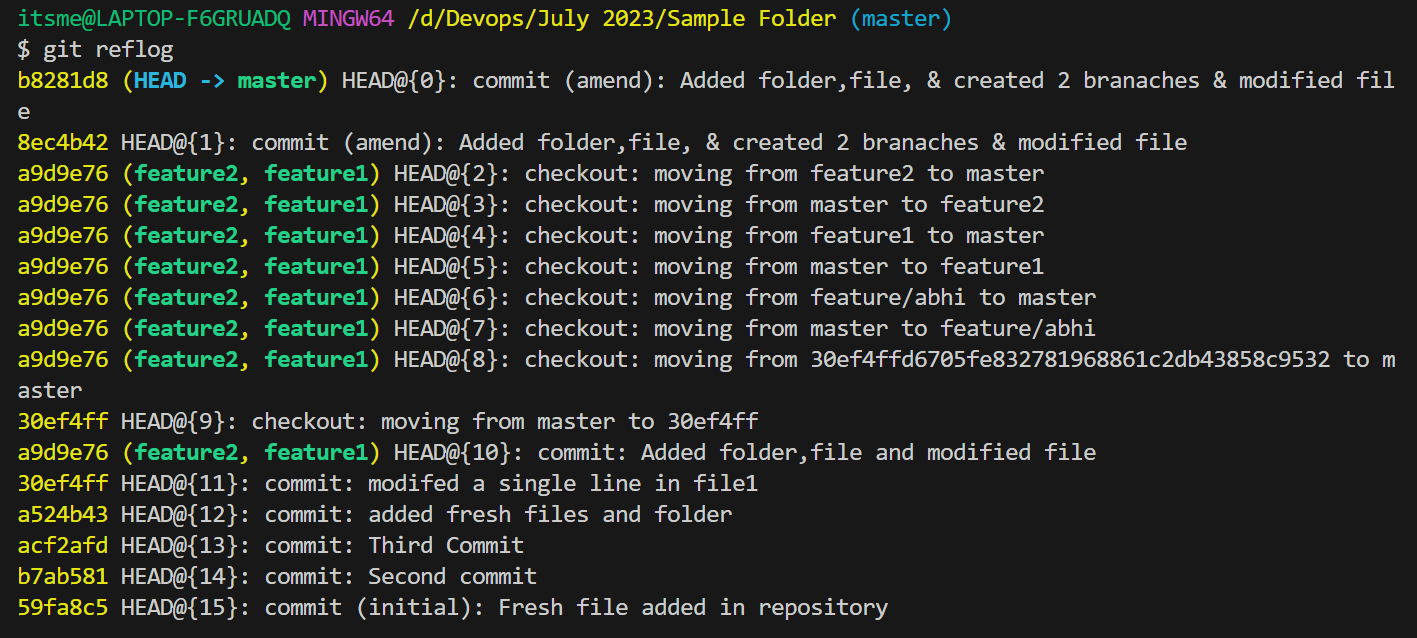 itsme@LAPTOP-F6GRUADQ MINGW64 /d/Devops/July 2023/Sample Folder (master)
$ git reflog
b8281d8 (HEAD -> master) HEAD@{0}: commit (amend): Added folder,file, & created 2 branaches & modified fil
e
8ec4b42 HEAD@{1}: commit (amend): Added folder,file, & created 2 branaches & modified file
a9d9e76 (feature2, feature1) HEAD@{2}: checkout: moving from feature2 to master
a9d9e76 (feature2, feature1) HEAD@{3}: checkout: moving from master to feature2
a9d9e76 (feature2, feature1) HEAD@{4}: checkout: moving from feature1 to master
a9d9e76 (feature2, feature1) HEAD@{5}: checkout: moving from master to feature1
a9d9e76 (feature2, feature1) HEAD@{6}: checkout: moving from feature/abhi to master
a9d9e76 (feature2, feature1) HEAD@{7}: checkout: moving from master to feature/abhi
a9d9e76 (feature2, feature1) HEAD@{8}: checkout: moving from 30ef4ffd6705fe832781968861c2db43858c9532 to m
aster
30ef4ff HEAD@{9}: checkout: moving from master to 30ef4ff
a9d9e76 (feature2, feature1) HEAD@{10}: commit: Added folder,file and modified file
30ef4ff HEAD@{11}: commit: modifed a single line in file1
a524b43 HEAD@{12}: commit: added fresh files and folder
acf2afd HEAD@{13}: commit: Third Commit
b7ab581 HEAD@{14}: commit: Second commit
59fa8c5 HEAD@{15}: commit (initial): Fresh file added in repository